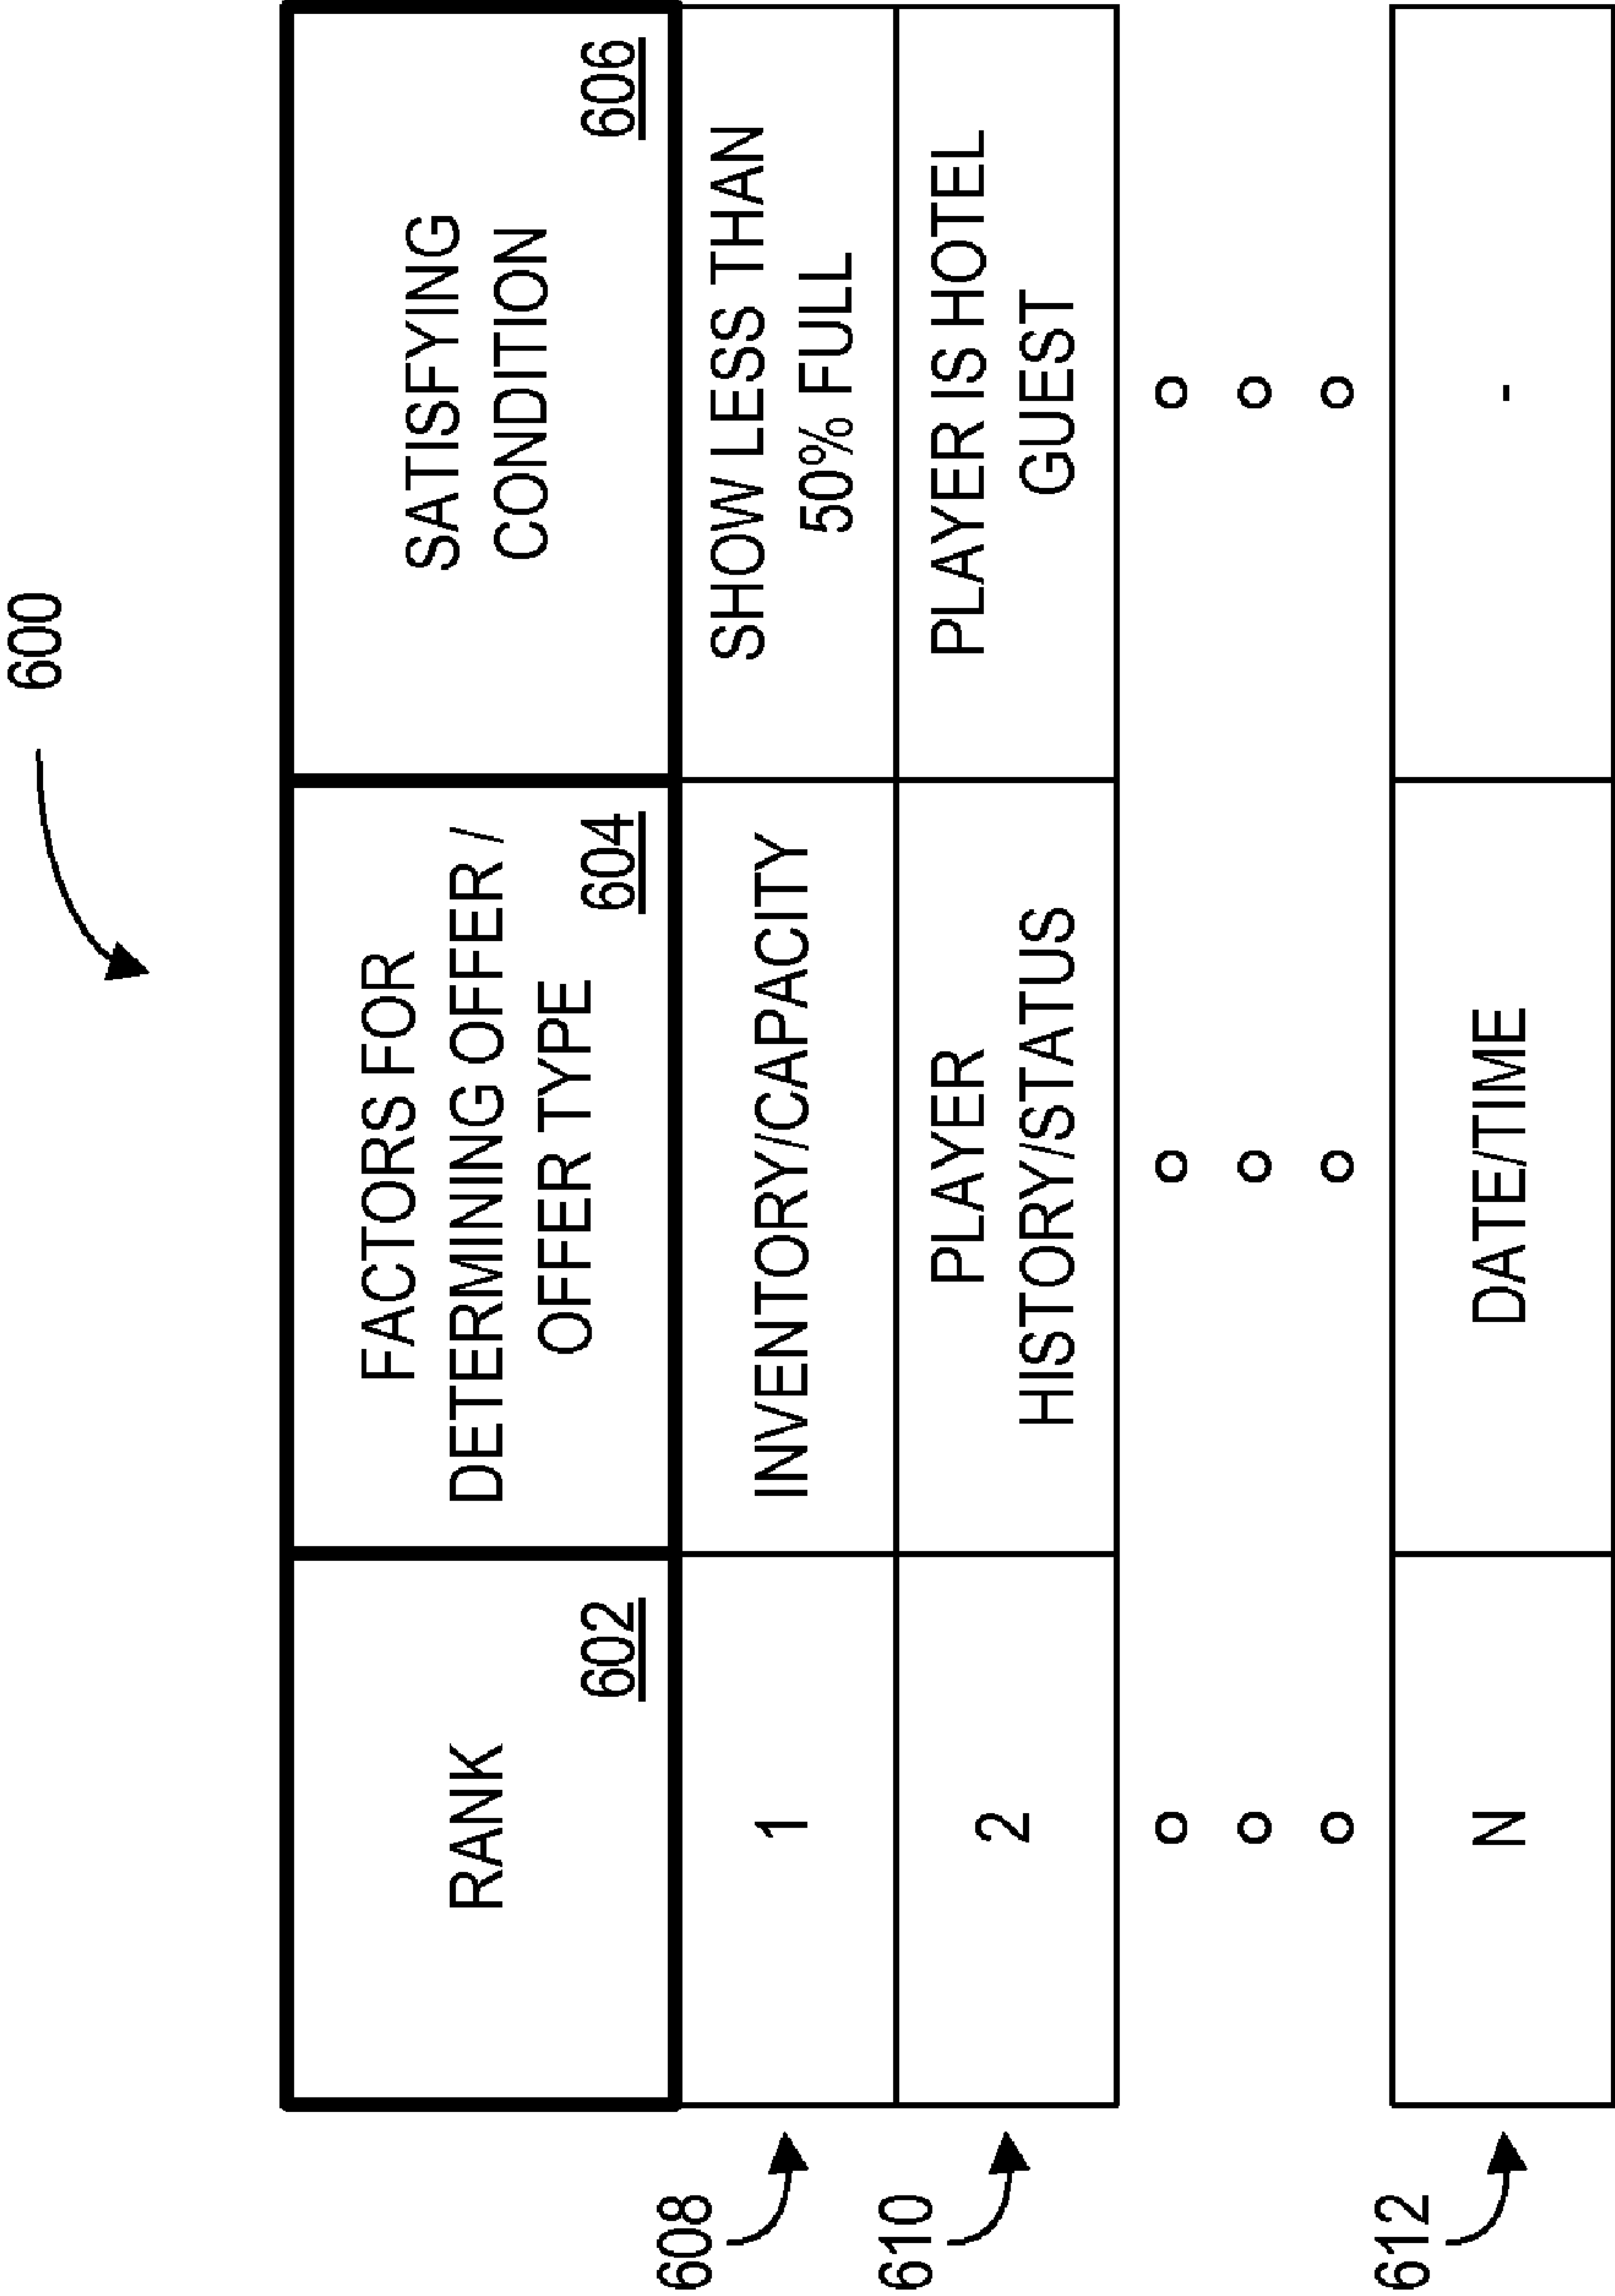 600
RANK
602
FACTORS FOR
DETERMINING OFFER /
OFFER TYPE
604
SATISFYING
CONDITION
606
608
1
INVENTORY/CAPACITY
SHOW LESS THAN
50% FULL
610
2
PLAYER
HISTORY/STATUS
PLAYER IS HOTEL
GUEST
612
N
DATE/TIME
-